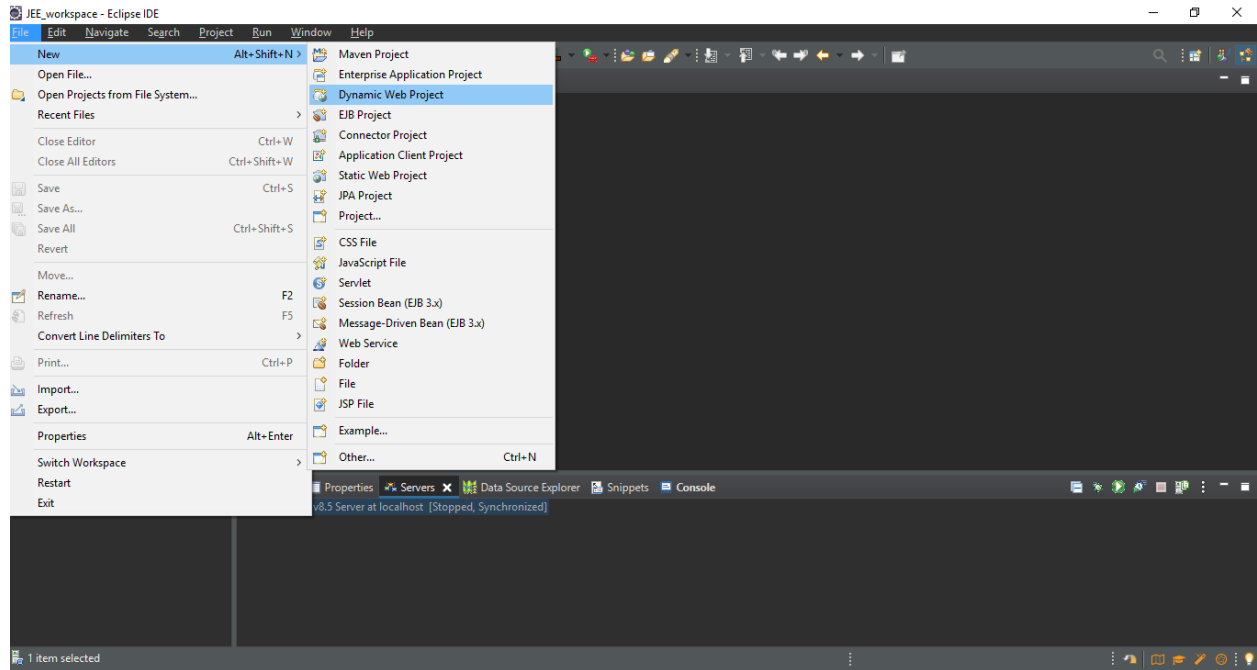 JEE_workspace - Eclipse IDE
File Edit Navigate Search Project Run Window Help
New Alt+Shift+N >
Open File...
Open Projects from File System...
Recent Files >
Close Editor Ctrl+W
Close All Editors Ctrl+Shift+W
Save Ctrl+S
Save As...
Save All Ctrl+Shift+S
Revert
Move...
Rename... F2
Refresh F5
Convert Line Delimiters To >
Print... Ctrl+P
Import...
Export...
Properties Alt+Enter
Switch Workspace >
Restart
Exit
Maven Project
Enterprise Application Project
Dynamic Web Project
EJB Project
Connector Project
Application Client Project
Static Web Project
JPA Project
Project...
CSS File
JavaScript File
Servlet
Session Bean (EJB 3.x)
Message-Driven Bean (EJB 3.x)
Web Service
Folder
File
JSP File
Example...
Other... Ctrl+N
Properties Servers Data Source Explorer Snippets Console
v8.5 Server at localhost [Stopped, Synchronized]
1 item selected